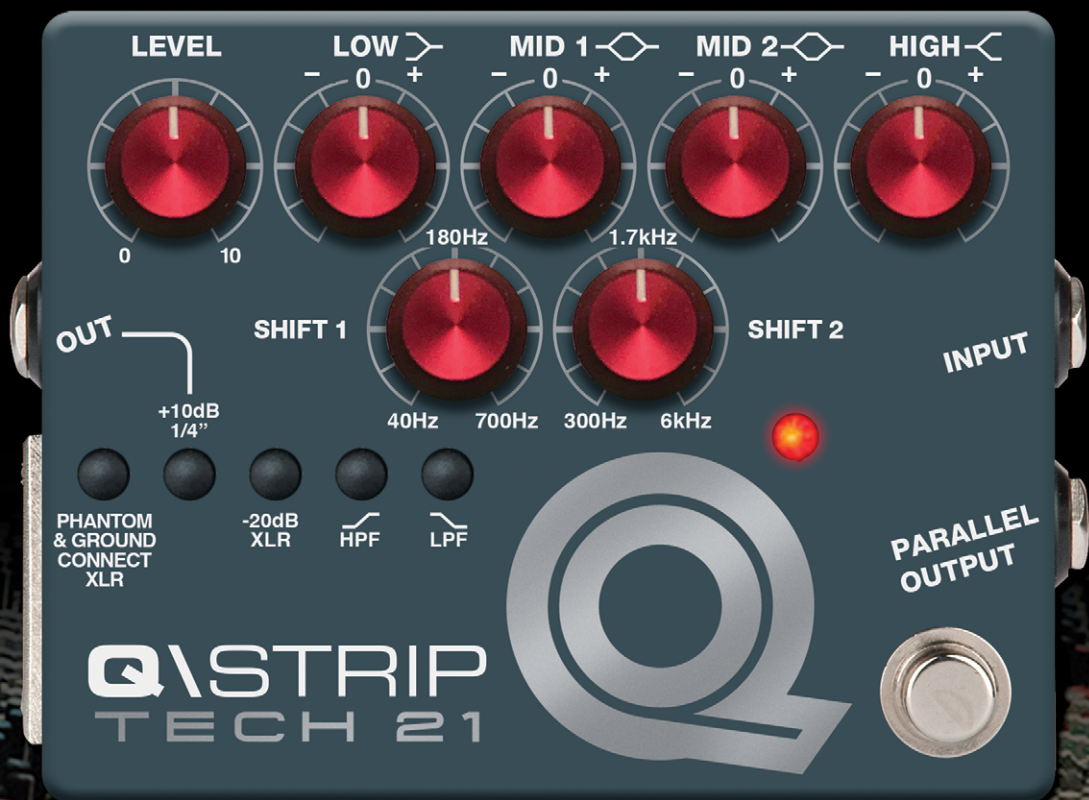 LEVEL
LOW
MID 1
MID 2
HIGH
− 0 +
− 0 +
− 0 +
− 0 +
0
10
180Hz
1.7kHz
SHIFT 1
SHIFT 2
40Hz
700Hz
300Hz
6kHz
OUT
INPUT
+10dB
1/4”
PHANTOM
& GROUND
CONNECT
XLR
-20dB
XLR
HPF
LPF
PARALLEL
OUTPUT
Q\STRIP
TECH 21
Q